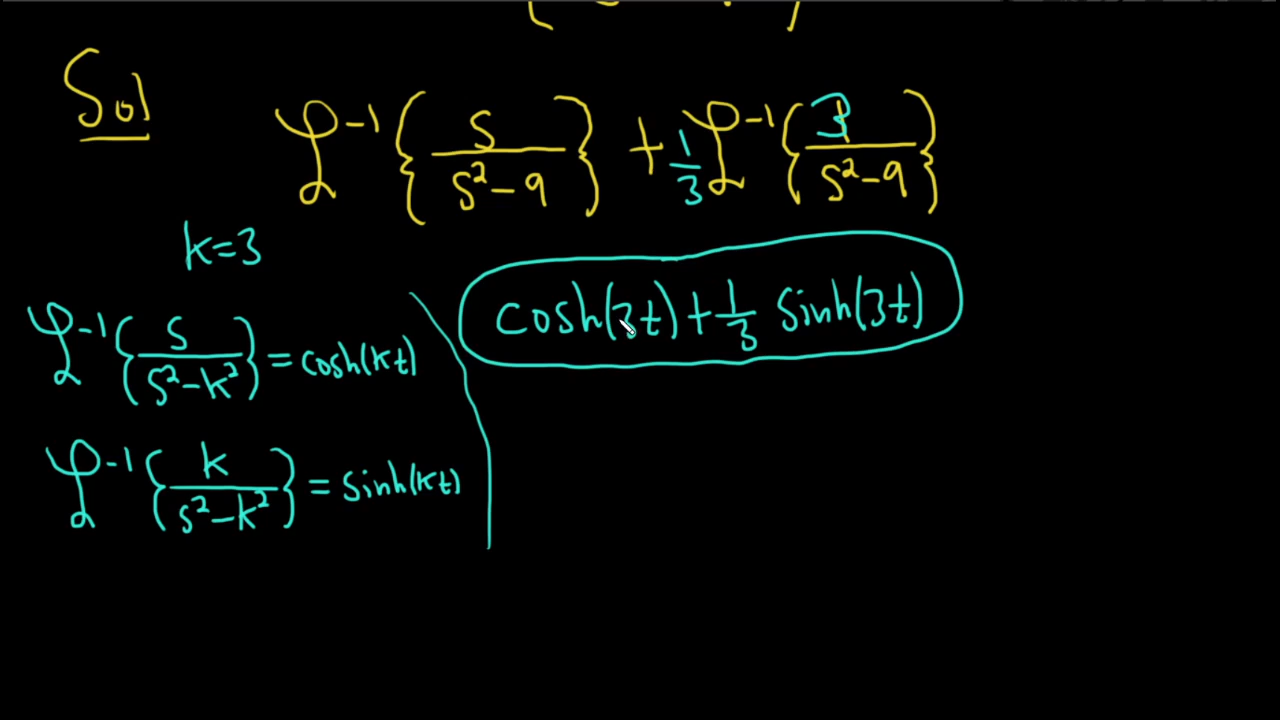 Sol
ℒ⁻¹{s/(s²-9)} + 1/3 ℒ⁻¹{3/(s²-9)}
k=3
cosh(3t) + 1/3 sinh(3t)
ℒ⁻¹{s/(s²-k²)} = cosh(kt)
ℒ⁻¹{k/(s²-k²)} = sinh(kt)